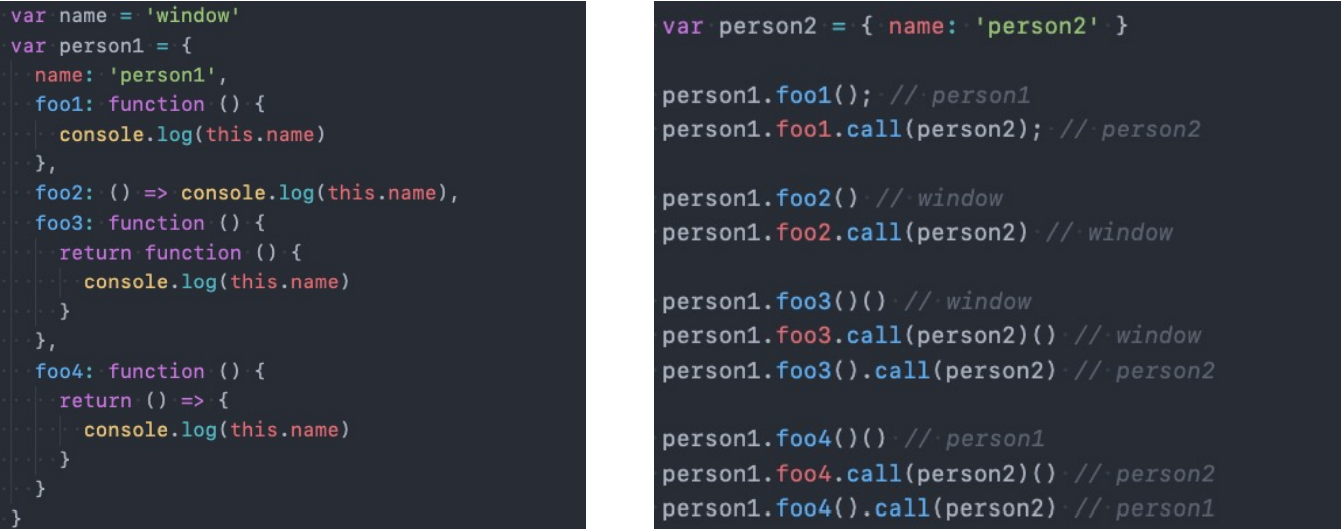 var name = 'window'
var person1 = {
  name: 'person1',
  foo1: function () {
    console.log(this.name)
  },
  foo2: () => console.log(this.name),
  foo3: function () {
    return function () {
      console.log(this.name)
    }
  },
  foo4: function () {
    return () => {
      console.log(this.name)
    }
  }
}
var person2 = { name: 'person2' }

person1.foo1(); // person1
person1.foo1.call(person2); // person2

person1.foo2() // window
person1.foo2.call(person2) // window

person1.foo3()() // window
person1.foo3.call(person2)() // window
person1.foo3().call(person2) // person2

person1.foo4()() // person1
person1.foo4.call(person2)() // person2
person1.foo4().call(person2) // person1